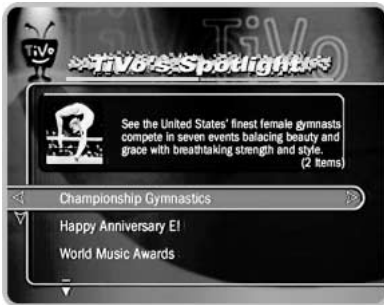 TiVo
TiVo
TiVo's Spotlight
See the United States' finest female gymnasts
compete in seven events balacing beauty and
grace with breathtaking strength and style.
(2 Items)
Championship Gymnastics
Happy Anniversary E!
World Music Awards